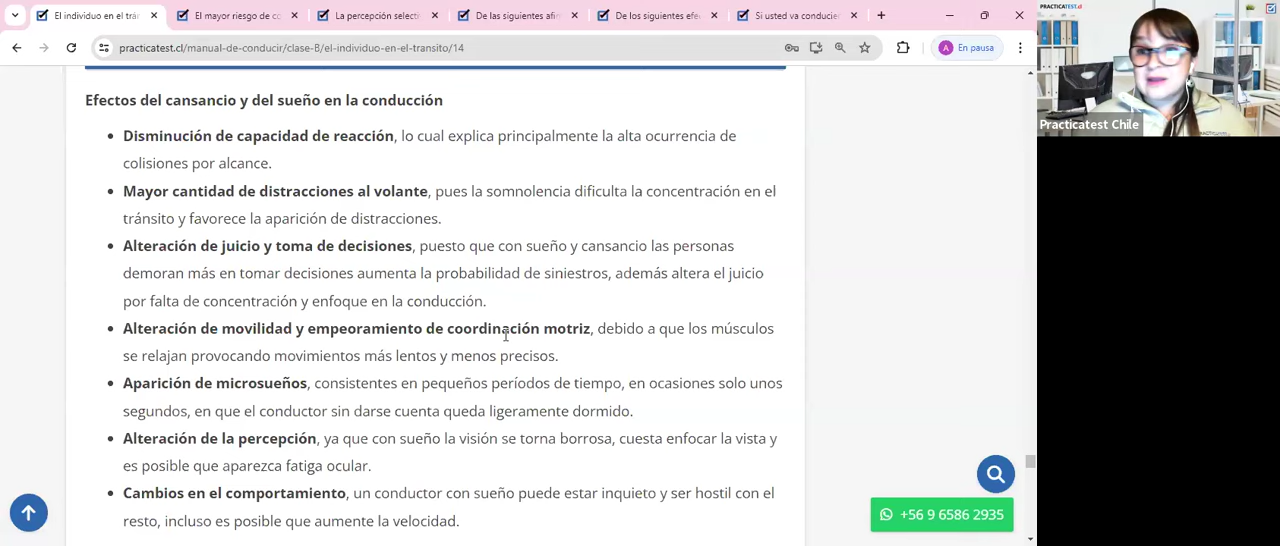 El individuo en el trá
El mayor riesgo de co
La percepción selecti
De las siguientes afir
De los siguientes efe
Si usted va conducie
practicatest.cl/manual-de-conducir/clase-B/el-individuo-en-el-transito/14
A En pausa
PRACTICATEST.cl
Practicatest Chile
Efectos del cansancio y del sueño en la conducción
Disminución de capacidad de reacción, lo cual explica principalmente la alta ocurrencia de
colisiones por alcance.
Mayor cantidad de distracciones al volante, pues la somnolencia dificulta la concentración en el
tránsito y favorece la aparición de distracciones.
Alteración de juicio y toma de decisiones, puesto que con sueño y cansancio las personas
demoran más en tomar decisiones aumenta la probabilidad de siniestros, además altera el juicio
por falta de concentración y enfoque en la conducción.
Alteración de movilidad y empeoramiento de coordinación motriz, debido a que los músculos
se relajan provocando movimientos más lentos y menos precisos.
Aparición de microsueños, consistentes en pequeños períodos de tiempo, en ocasiones solo unos
segundos, en que el conductor sin darse cuenta queda ligeramente dormido.
Alteración de la percepción, ya que con sueño la visión se torna borrosa, cuesta enfocar la vista y
es posible que aparezca fatiga ocular.
Cambios en el comportamiento, un conductor con sueño puede estar inquieto y ser hostil con el
resto, incluso es posible que aumente la velocidad.
+56 9 6586 2935